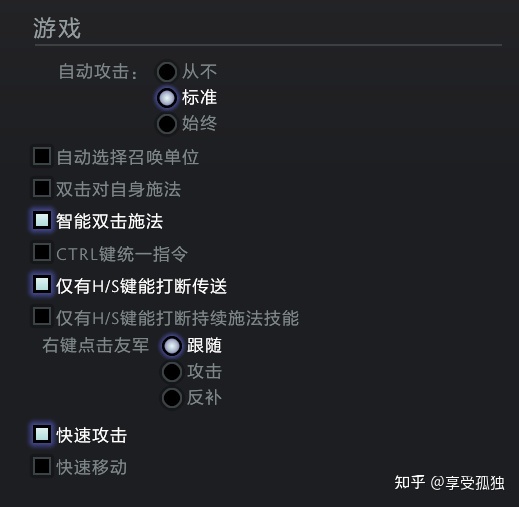 游戏
自动攻击： 从不
标准
始终
自动选择召唤单位
双击对自身施法
智能双击施法
CTRL键统一指令
仅有H/S键能打断传送
仅有H/S键能打断持续施法技能
右键点击友军 跟随
攻击
反补
快速攻击
快速移动
知乎 @享受孤独